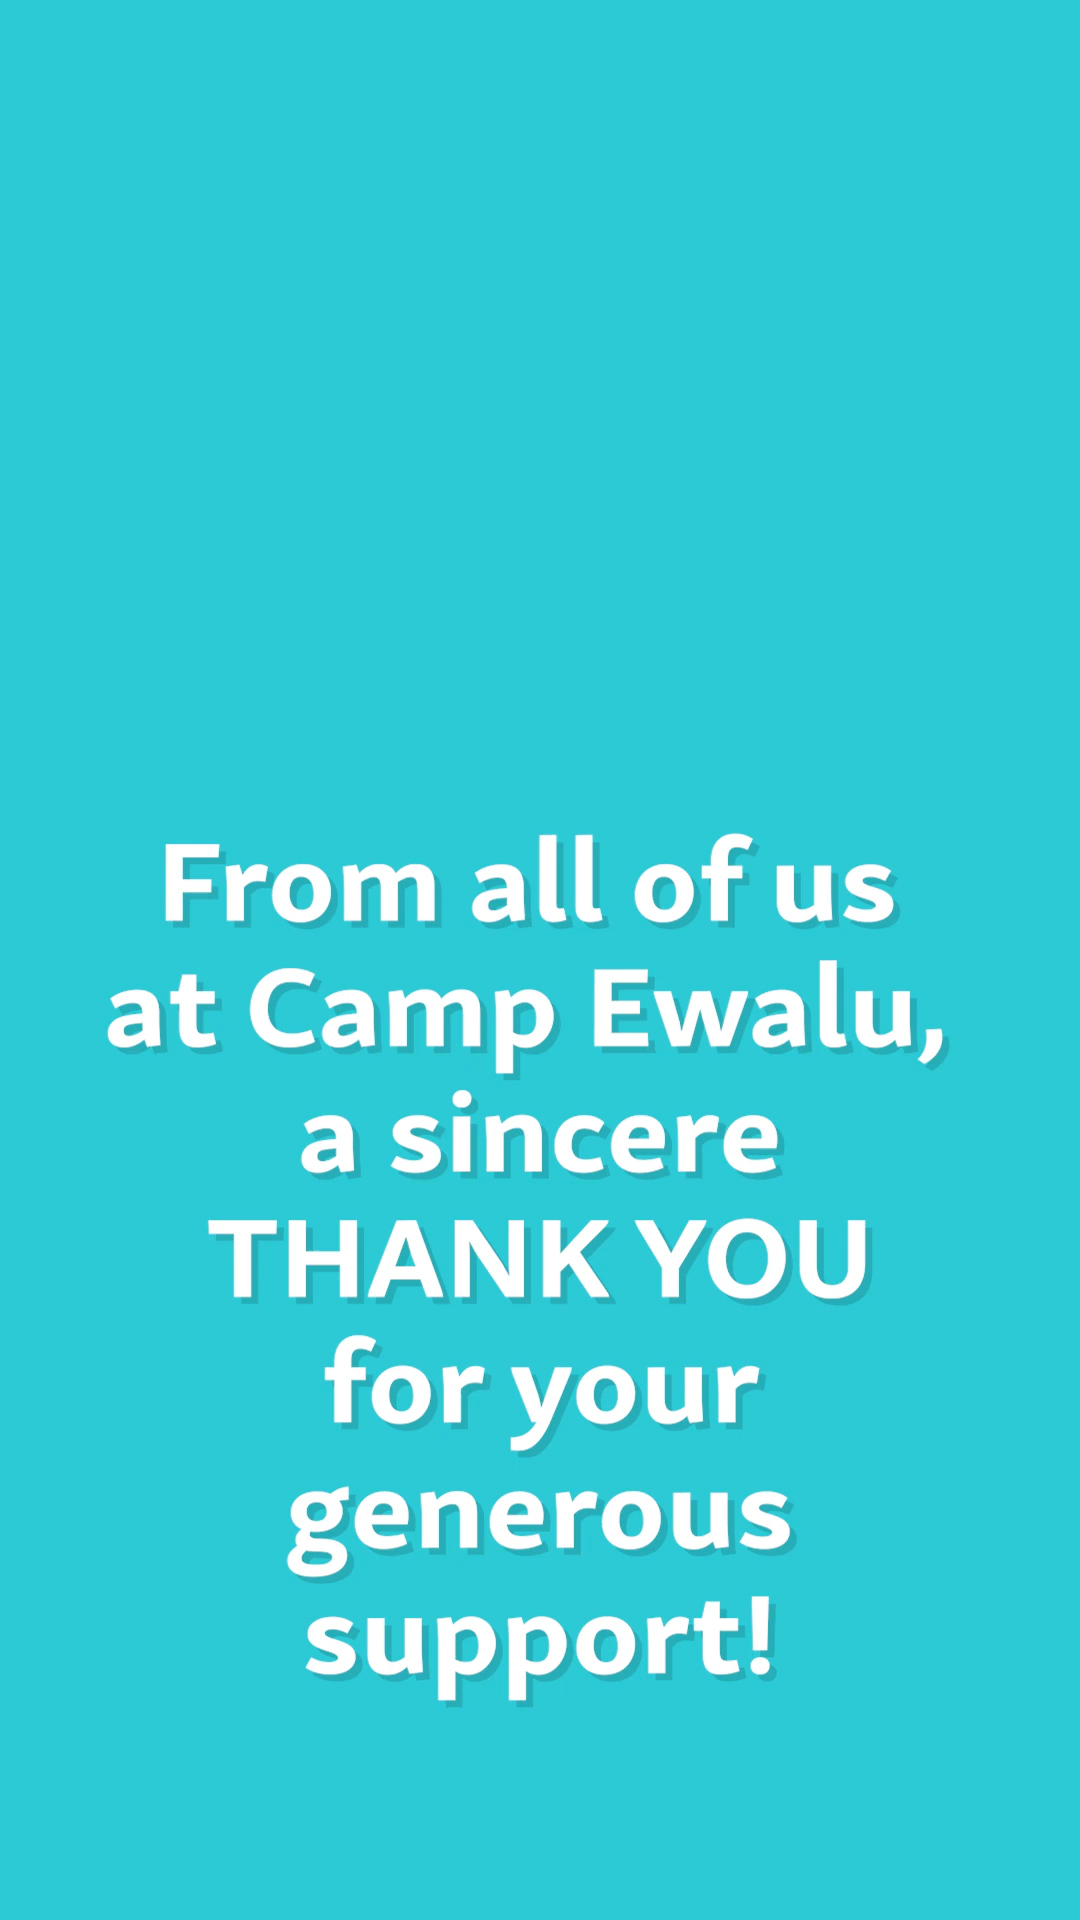 From all of us
at Camp Ewalu,
a sincere
THANK YOU
for your
generous
support!